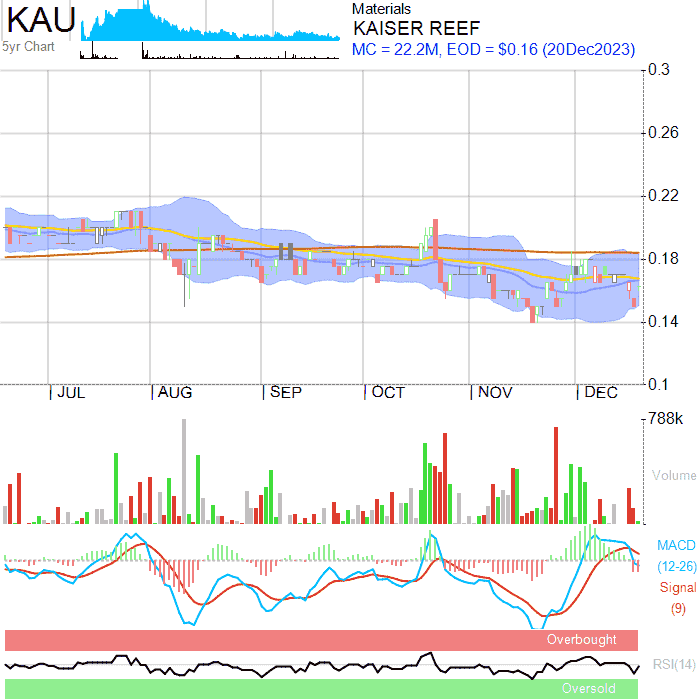 KAU
5yr Chart
Materials
KAISER REEF
MC = 22.2M, EOD = $0.16 (20Dec2023)
0.3
0.26
0.22
0.18
0.14
0.1
JUL AUG SEP OCT NOV DEC
788k
Volume
MACD
(12-26)
Signal
(9)
Overbought
RSI(14)
Oversold